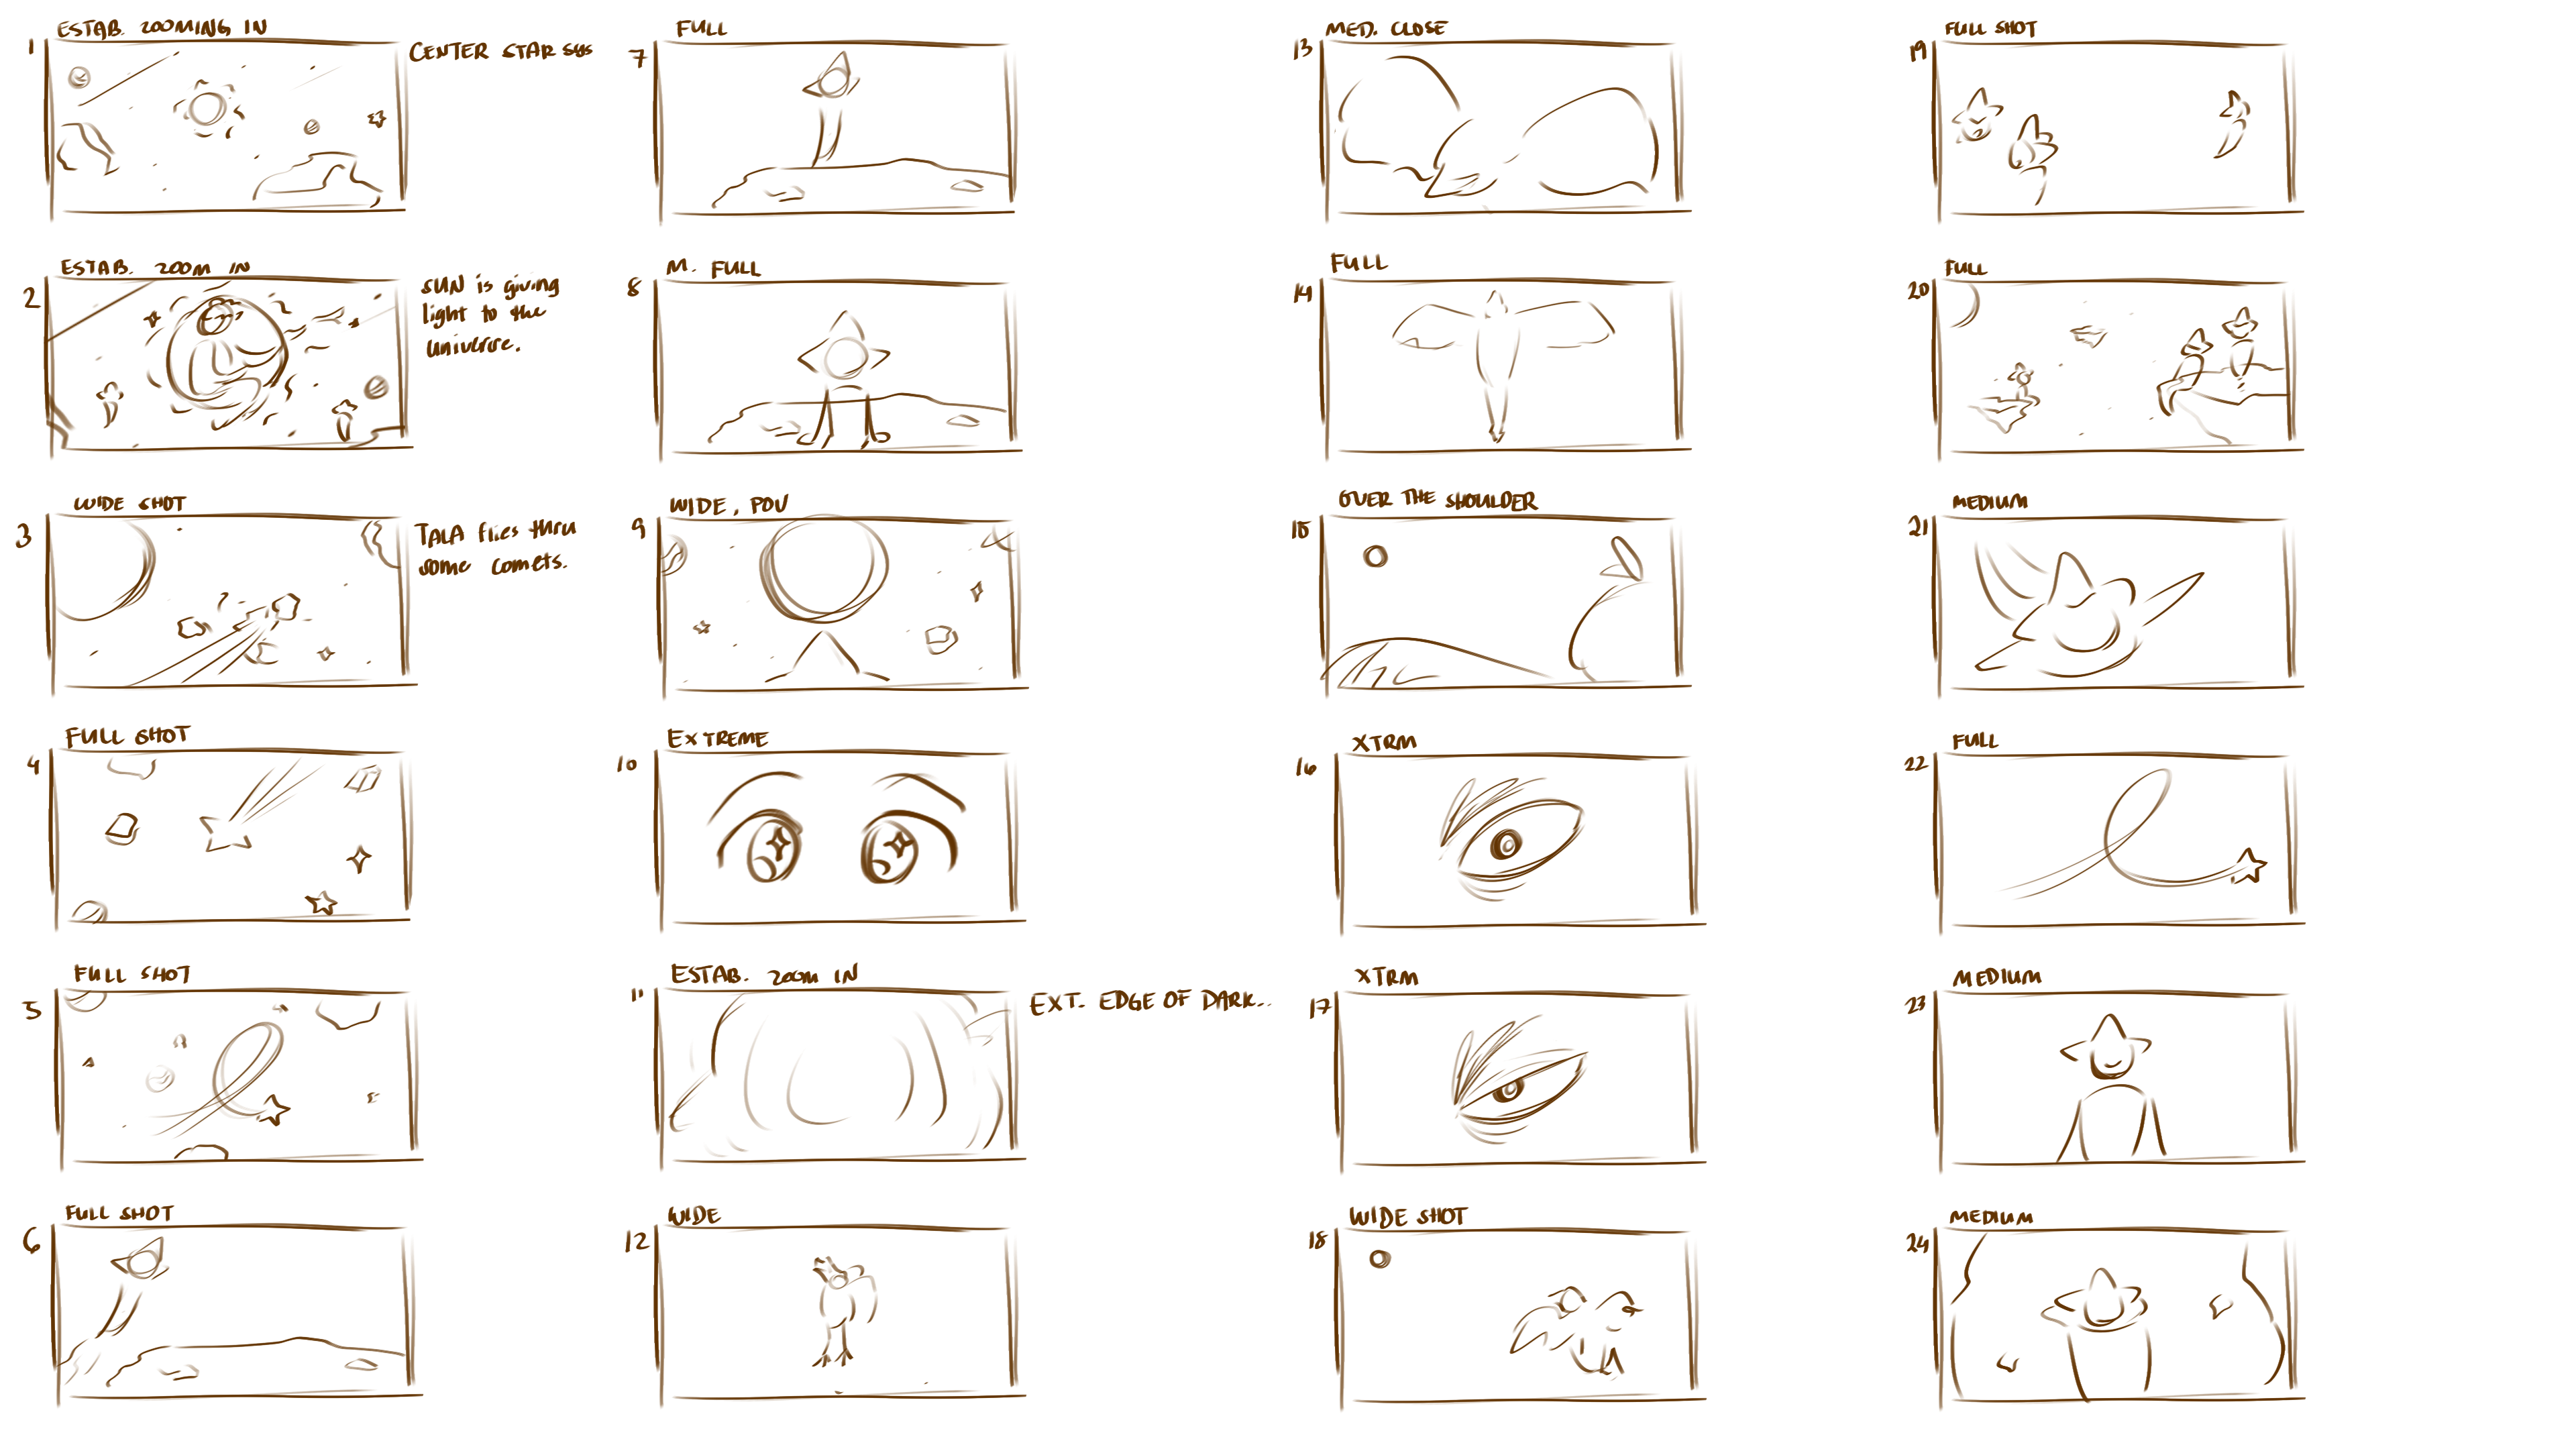 1
ESTAB. ZOOMING IN
CENTER STAR SYS
2
ESTAB. ZOOM IN
SUN is giving
light to the
universe.
3
WIDE SHOT
TALA flies thru
some comets.
4
FULL SHOT
5
FULL SHOT
6
FULL SHOT
7
FULL
8
M. FULL
9
WIDE, POV
10
EXTREME
11
ESTAB. ZOOM IN
EXT. EDGE OF DARK...
12
WIDE
13
MED. CLOSE
14
FULL
15
OVER THE SHOULDER
16
XTRM
17
XTRM
18
WIDE SHOT
19
FULL SHOT
20
FULL
21
MEDIUM
22
FULL
23
MEDIUM
24
MEDIUM